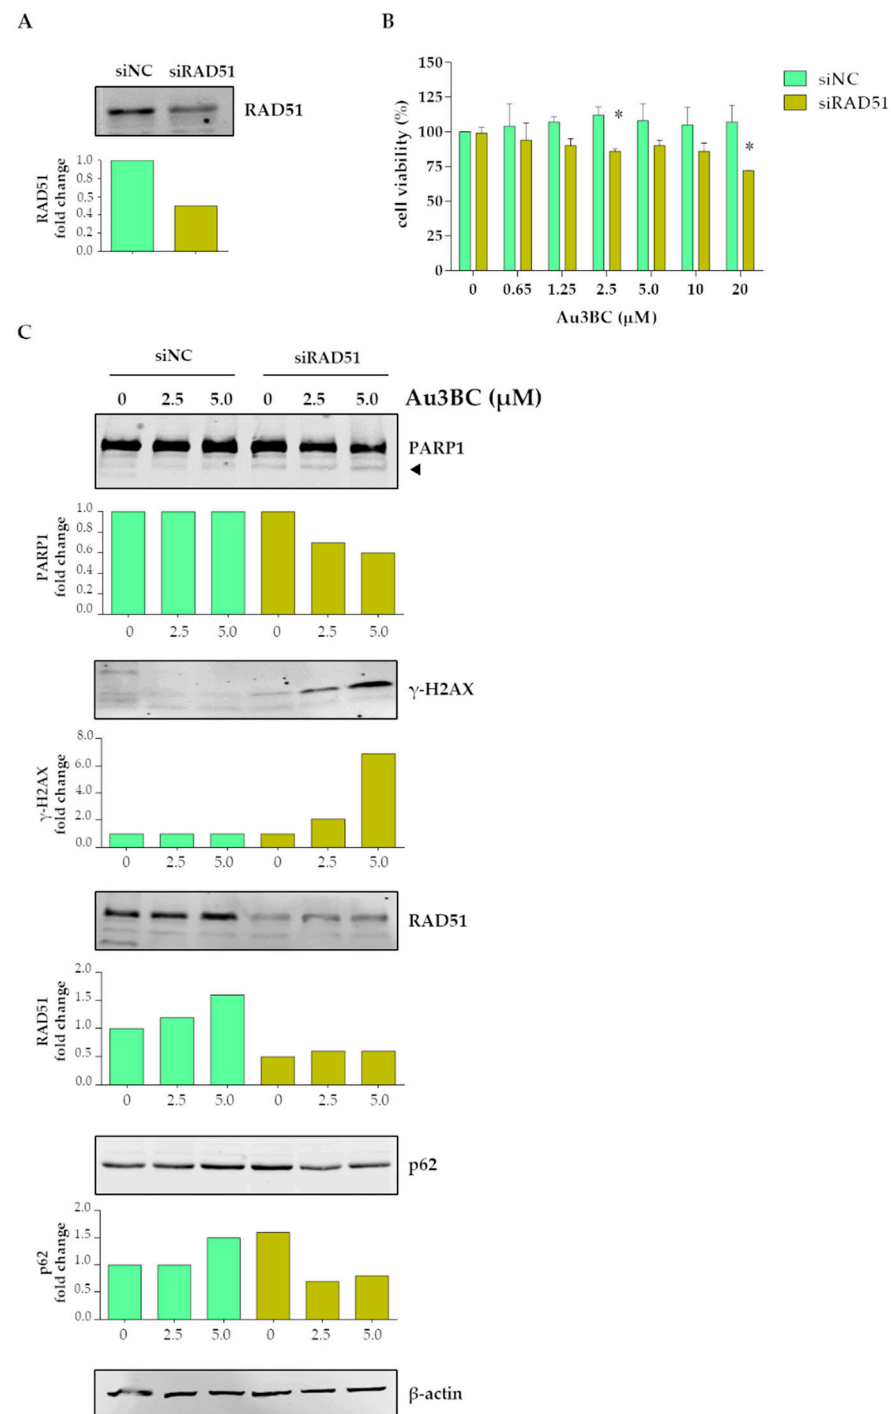 A
siNC siRAD51
RAD51
RAD51
fold change
1.0
0.8
0.5
0.2
0.0
B
cell viability (%)
150
125
100
75
50
25
0
* *
0 0.65 1.25 2.5 5.0 10 20
Au3BC (μM)
siNC
siRAD51
C
siNC siRAD51
0 2.5 5.0 0 2.5 5.0 Au3BC (μM)
PARP1
PARP1
fold change
1.0
0.8
0.6
0.4
0.2
0.0
0 2.5 5.0 0 2.5 5.0
γ-H2AX
γ-H2AX
fold change
8.0
6.0
4.0
2.0
0.0
0 2.5 5.0 0 2.5 5.0
RAD51
RAD51
fold change
2.0
1.5
1.0
0.5
0.0
0 2.5 5.0 0 2.5 5.0
p62
p62
fold change
2.0
1.5
1.0
0.5
0.0
0 2.5 5.0 0 2.5 5.0
β-actin